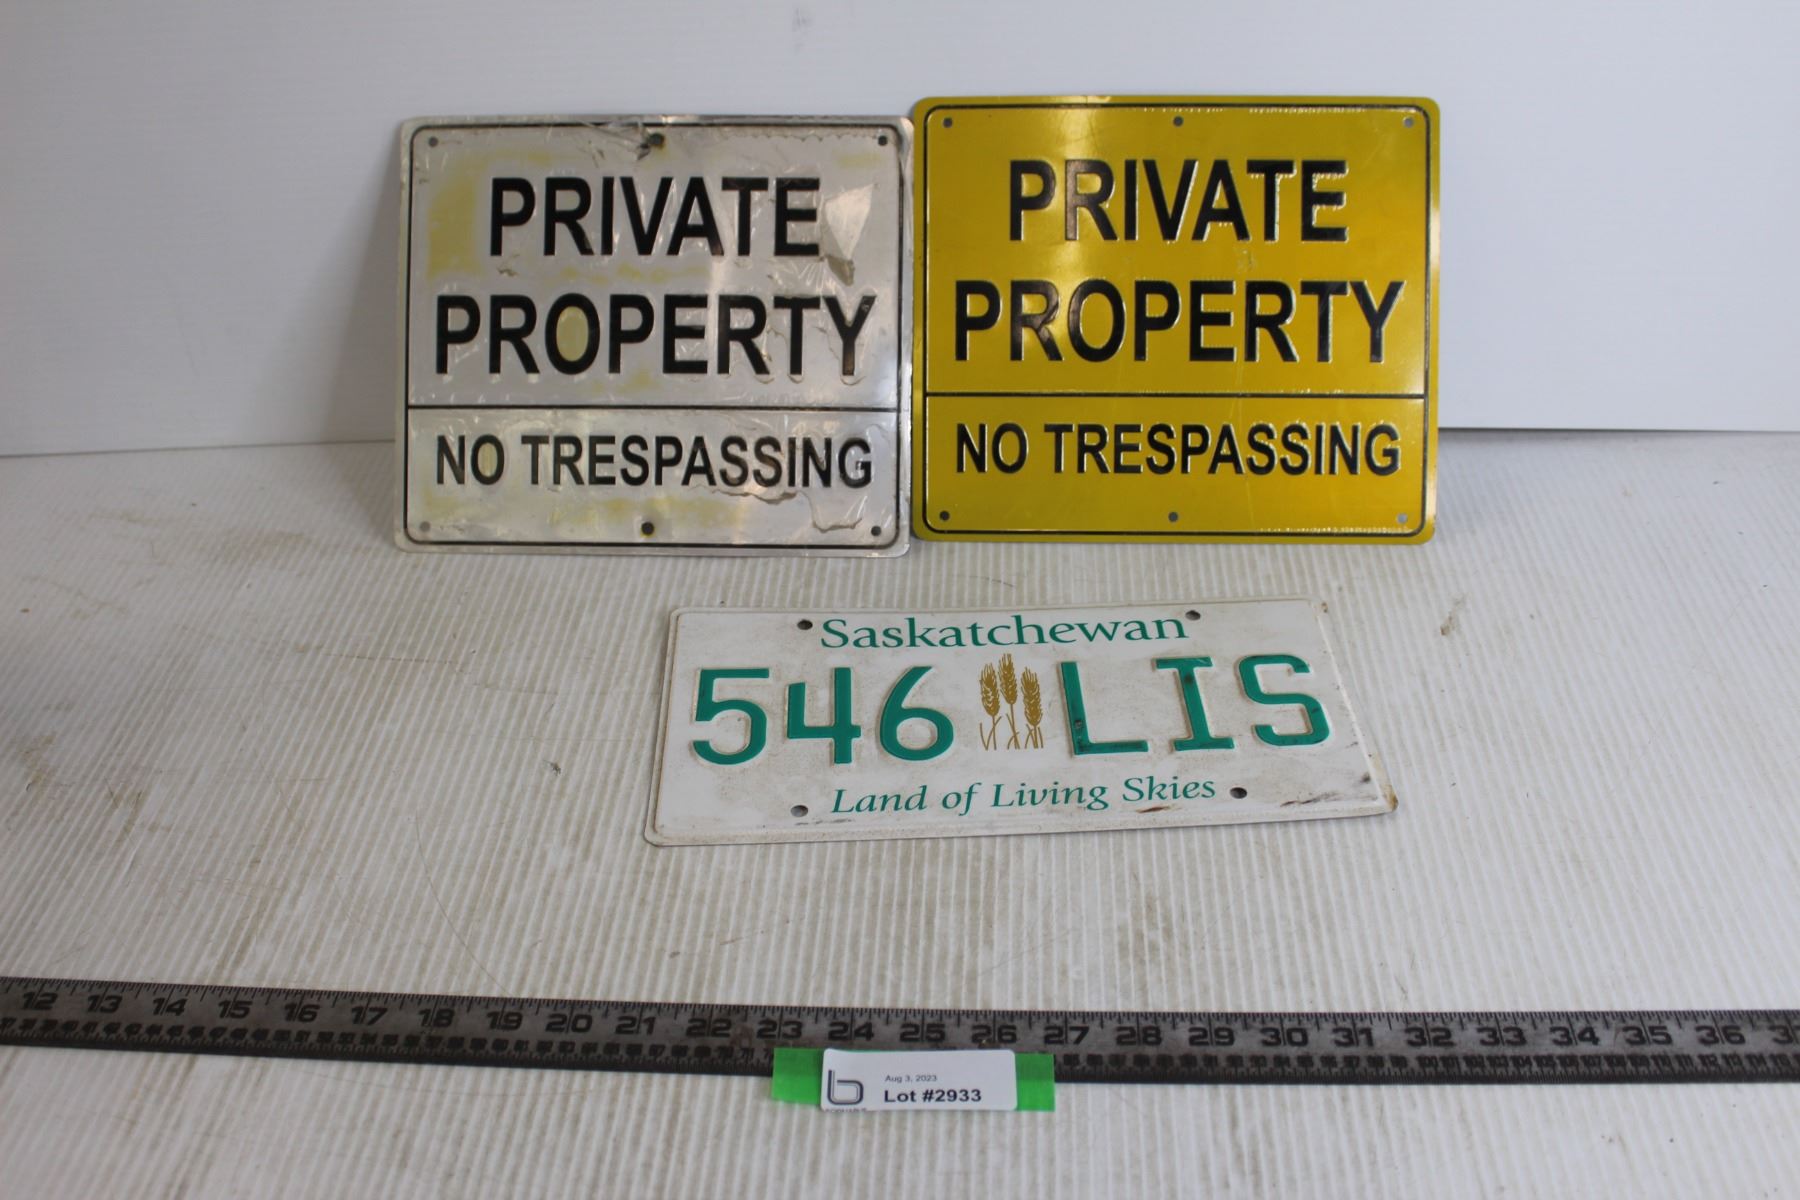 PRIVATE
PROPERTY
NO TRESPASSING
PRIVATE
PROPERTY
NO TRESPASSING
Saskatchewan
546 LIS
Land of Living Skies
12 13 14 15 16 17 18 19 20 21 22 23 24 25 26 27 28 29 30 31 32 33 34 35 36
Aug 3, 2023
Lot #2933